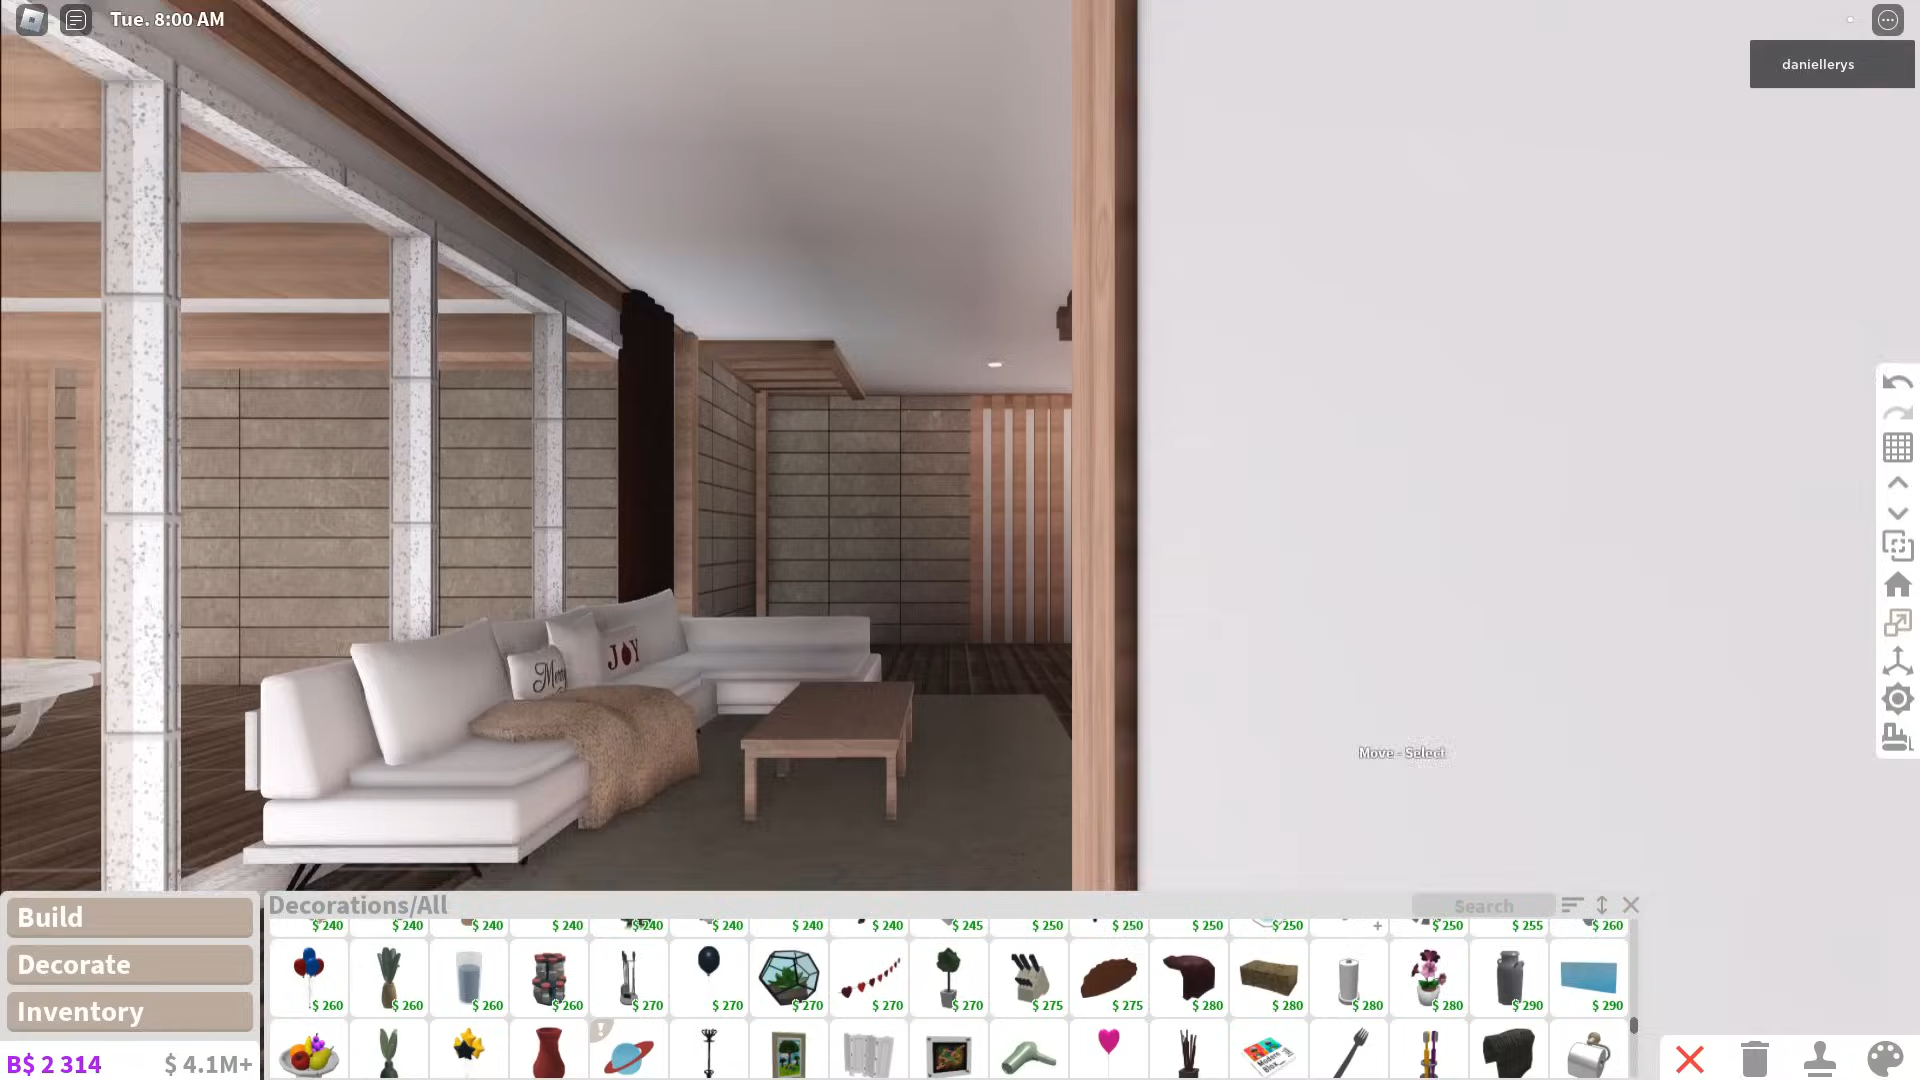 Tue. 8:00 AM
daniellerys
Merry
JOY
Move - Select
Build
Decorate
Inventory
B$ 2 314
$ 4.1M+
Decorations/All
Search
$ 240 $ 240 $ 240 $ 240 $ 240 $ 240 $ 240 $ 240 $ 245 $ 250 $ 250 $ 250 $ 250 + $ 250 $ 255 $ 260
$ 260 $ 260 $ 260 $ 260 $ 270 $ 270 $ 270 $ 270 $ 270 $ 275 $ 275 $ 280 $ 280 $ 280 $ 280 $ 290 $ 290
!
Modern
Blox